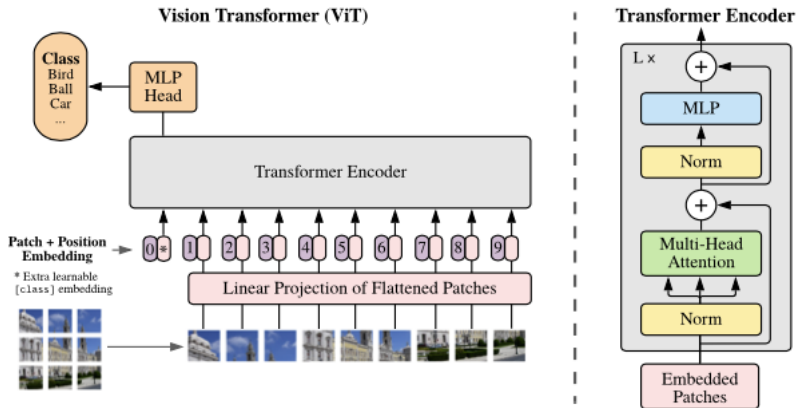 Vision Transformer (ViT)
Class
Bird
Ball
Car
...
MLP
Head
Transformer Encoder
Patch + Position
Embedding
0 * 1 2 3 4 5 6 7 8 9
* Extra learnable
[class] embedding
Linear Projection of Flattened Patches
Transformer Encoder
L ×
+
MLP
Norm
+
Multi-Head
Attention
Norm
Embedded
Patches